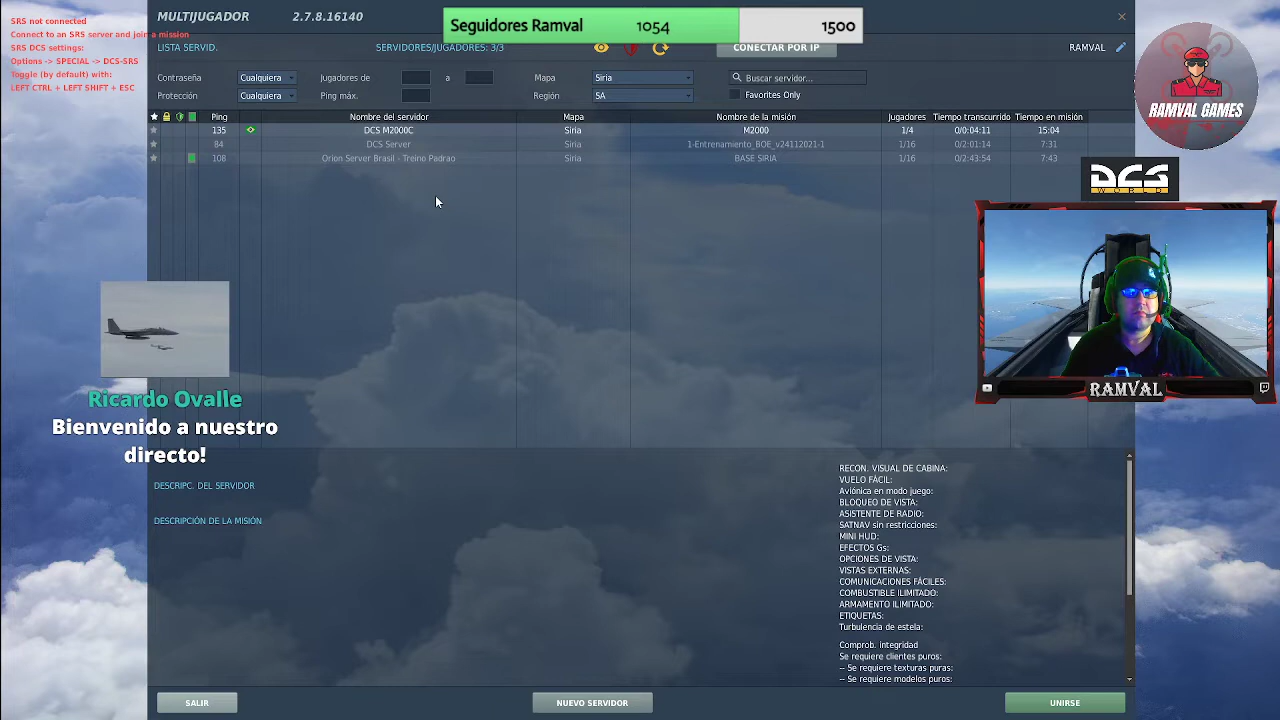 SRS not connected
Connect to an SRS server and join a mission
SRS DCS settings:
Options -> SPECIAL -> DCS-SRS
Toggle (by default) with:
LEFT CTRL + LEFT SHIFT + ESC
MULTIJUGADOR 2.7.8.16140
Seguidores Ramval 1054 1500
LISTA SERVID. SERVIDORES/JUGADORES: 3/3 CONECTAR POR IP RAMVAL
Contraseña Cualquiera Jugadores de a Mapa Siria Buscar servidor...
Protección Cualquiera Ping máx. Región SA Favorites Only
RAMVAL GAMES
Ping Nombre del servidor Mapa Nombre de la misión Jugadores Tiempo transcurrido Tiempo en misión
135 DCS M2000C Siria M2000 1/4 0/0:04:11 15:04
84 DCS Server Siria 1-Entrenamiento_BOE_v24112021-1 1/16 0/2:01:14 7:31
108 Orion Server Brasil - Treino Padrao Siria BASE SIRIA 1/16 0/2:43:54 7:43
DCS
WORLD
RAMVAL
Ricardo Ovalle
Bienvenido a nuestro
directo!
DESCRIPC. DEL SERVIDOR
DESCRIPCIÓN DE LA MISIÓN
RECON. VISUAL DE CABINA:
VUELO FÁCIL:
Aviónica en modo juego:
BLOQUEO DE VISTA:
ASISTENTE DE RADIO:
SATNAV sin restricciones:
MINI HUD:
EFECTOS Gs:
OPCIONES DE VISTA:
VISTAS EXTERNAS:
COMUNICACIONES FÁCILES:
COMBUSTIBLE ILIMITADO:
ARMAMENTO ILIMITADO:
ETIQUETAS:
Turbulencia de estela:
Comprob. integridad
Se requiere clientes puros:
-- Se requiere texturas puras:
-- Se requiere modelos puros:
SALIR NUEVO SERVIDOR UNIRSE